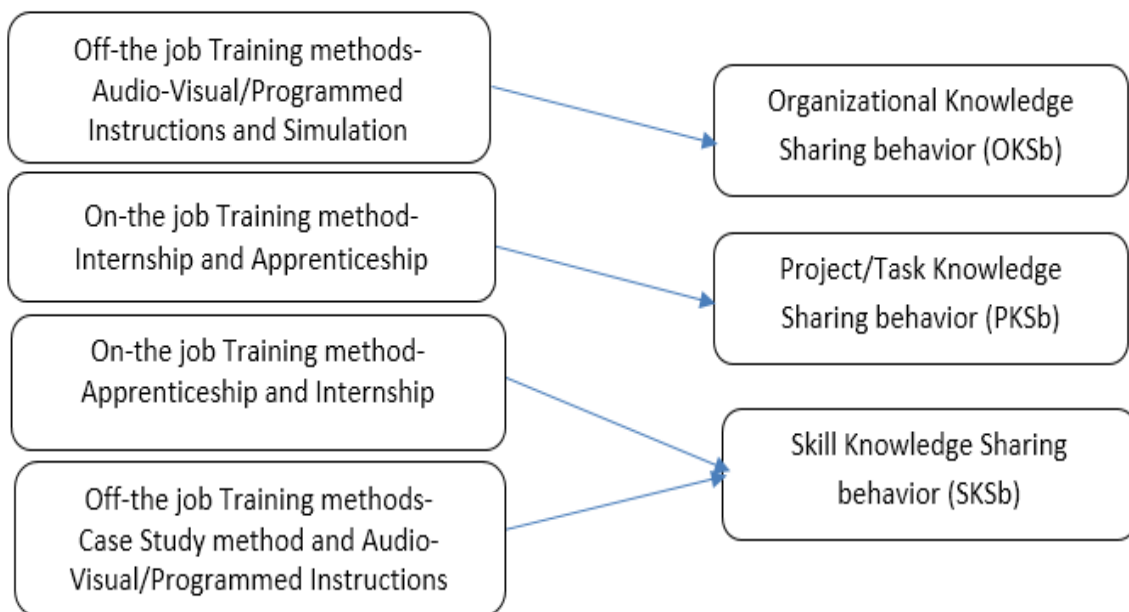 Off-the job Training methods-
Audio-Visual/Programmed
Instructions and Simulation
On-the job Training method-
Internship and Apprenticeship
On-the job Training method-
Apprenticeship and Internship
Off-the job Training methods-
Case Study method and Audio-
Visual/Programmed Instructions
Organizational Knowledge
Sharing behavior (OKSb)
Project/Task Knowledge
Sharing behavior (PKSb)
Skill Knowledge Sharing
behavior (SKSb)